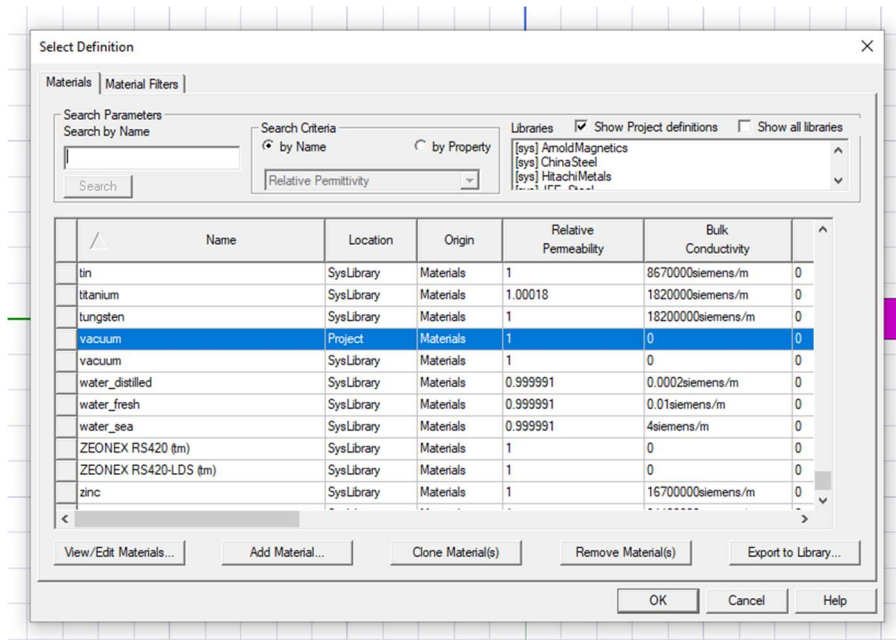 Select Definition
Materials Material Filters
Search Parameters
Search by Name
Search Criteria
by Name by Property
Relative Permittivity
Search
Libraries Show Project definitions Show all libraries
[sys] ArnoldMagnetics
[sys] ChinaSteel
[sys] HitachiMetals
Name Location Origin Relative Permeability Bulk Conductivity
tin SysLibrary Materials 1 8670000siemens/m 0
titanium SysLibrary Materials 1.00018 1820000siemens/m 0
tungsten SysLibrary Materials 1 18200000siemens/m 0
vacuum Project Materials 1 0 0
vacuum SysLibrary Materials 1 0 0
water_distilled SysLibrary Materials 0.999991 0.0002siemens/m 0
water_fresh SysLibrary Materials 0.999991 0.01siemens/m 0
water_sea SysLibrary Materials 0.999991 4siemens/m 0
ZEONEX RS420 (tm) SysLibrary Materials 1 0 0
ZEONEX RS420-LDS (tm) SysLibrary Materials 1 0 0
zinc SysLibrary Materials 1 16700000siemens/m 0
View/Edit Materials... Add Material... Clone Material(s) Remove Material(s) Export to Library...
OK Cancel Help